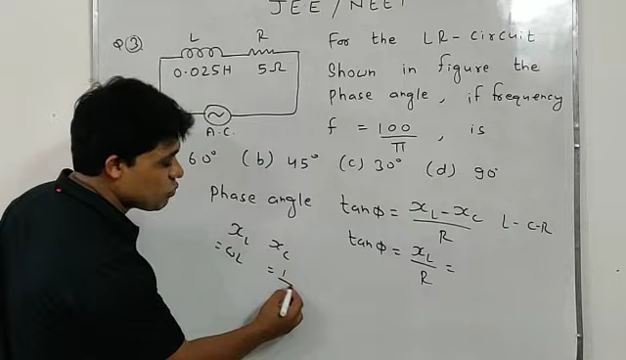 JEE / NEET
Q 3
L R
0.025H 5Ω
A.C.
For the LR-Circuit
Shown in figure the
Phase angle, if frequency
f = 100/π, is
60° (b) 45° (c) 30° (d) 90°
Phase angle tanΦ = XL - XC / R L-C-R
tanΦ = XL / R =
XL XC
= ωL = 1